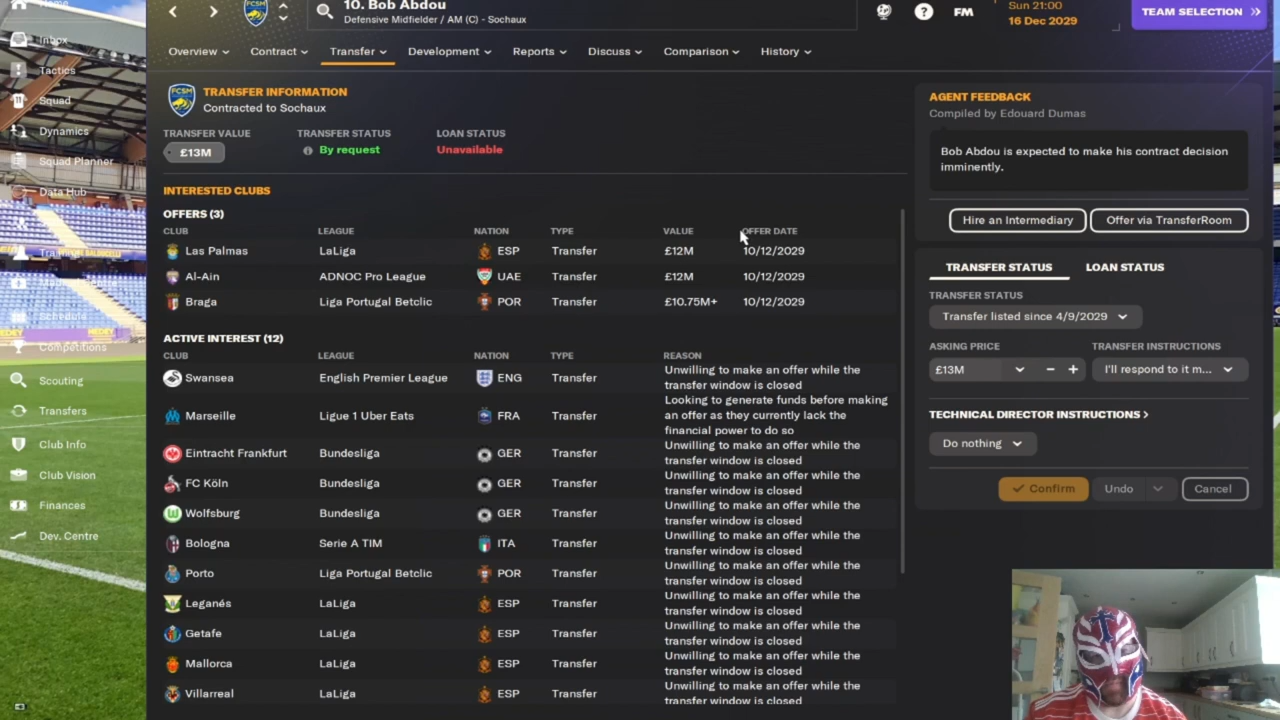 Home
10. Bob Abdou
Defensive Midfielder / AM (C) - Sochaux
?
FM
Sun 21:00
16 Dec 2029
TEAM SELECTION
Inbox
Tactics
Squad
Dynamics
Squad Planner
Data Hub
Schedule
Competitions
Scouting
Transfers
Club Info
Club Vision
Finances
Dev. Centre
Overview Contract Transfer Development Reports Discuss Comparison History
FCSM
TRANSFER INFORMATION
Contracted to Sochaux
TRANSFER VALUE TRANSFER STATUS LOAN STATUS
£13M By request Unavailable
INTERESTED CLUBS
OFFERS (3)
CLUB LEAGUE NATION TYPE VALUE OFFER DATE
Las Palmas LaLiga ESP Transfer £12M 10/12/2029
Al-Ain ADNOC Pro League UAE Transfer £12M 10/12/2029
Braga Liga Portugal Betclic POR Transfer £10.75M+ 10/12/2029
ACTIVE INTEREST (12)
CLUB LEAGUE NATION TYPE REASON
Swansea English Premier League ENG Transfer Unwilling to make an offer while the
transfer window is closed
Marseille Ligue 1 Uber Eats FRA Transfer Looking to generate funds before making
an offer as they currently lack the
financial power to do so
Eintracht Frankfurt Bundesliga GER Transfer Unwilling to make an offer while the
transfer window is closed
FC Köln Bundesliga GER Transfer Unwilling to make an offer while the
transfer window is closed
Wolfsburg Bundesliga GER Transfer Unwilling to make an offer while the
transfer window is closed
Bologna Serie A TIM ITA Transfer Unwilling to make an offer while the
transfer window is closed
Porto Liga Portugal Betclic POR Transfer Unwilling to make an offer while the
transfer window is closed
Leganés LaLiga ESP Transfer Unwilling to make an offer while the
transfer window is closed
Getafe LaLiga ESP Transfer Unwilling to make an offer while the
transfer window is closed
Mallorca LaLiga ESP Transfer Unwilling to make an offer while the
transfer window is closed
Villarreal LaLiga ESP Transfer Unwilling to make an offer while the
transfer window is closed
AGENT FEEDBACK
Compiled by Edouard Dumas
Bob Abdou is expected to make his contract decision
imminently.
Hire an Intermediary Offer via TransferRoom
TRANSFER STATUS LOAN STATUS
TRANSFER STATUS
Transfer listed since 4/9/2029
ASKING PRICE TRANSFER INSTRUCTIONS
£13M - + I'll respond to it m...
TECHNICAL DIRECTOR INSTRUCTIONS >
Do nothing
Confirm Undo Cancel